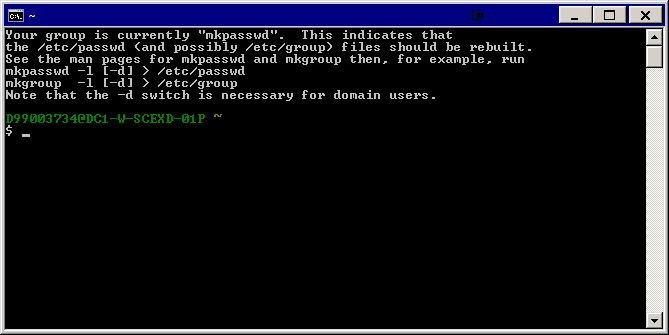 ~
Your group is currently "mkpasswd".  This indicates that
the /etc/passwd (and possibly /etc/group) files should be rebuilt.
See the man pages for mkpasswd and mkgroup then, for example, run
mkpasswd -l [-d] > /etc/passwd
mkgroup  -l [-d] > /etc/group
Note that the -d switch is necessary for domain users.
D99003734@DC1-W-SCEXD-01P ~
$